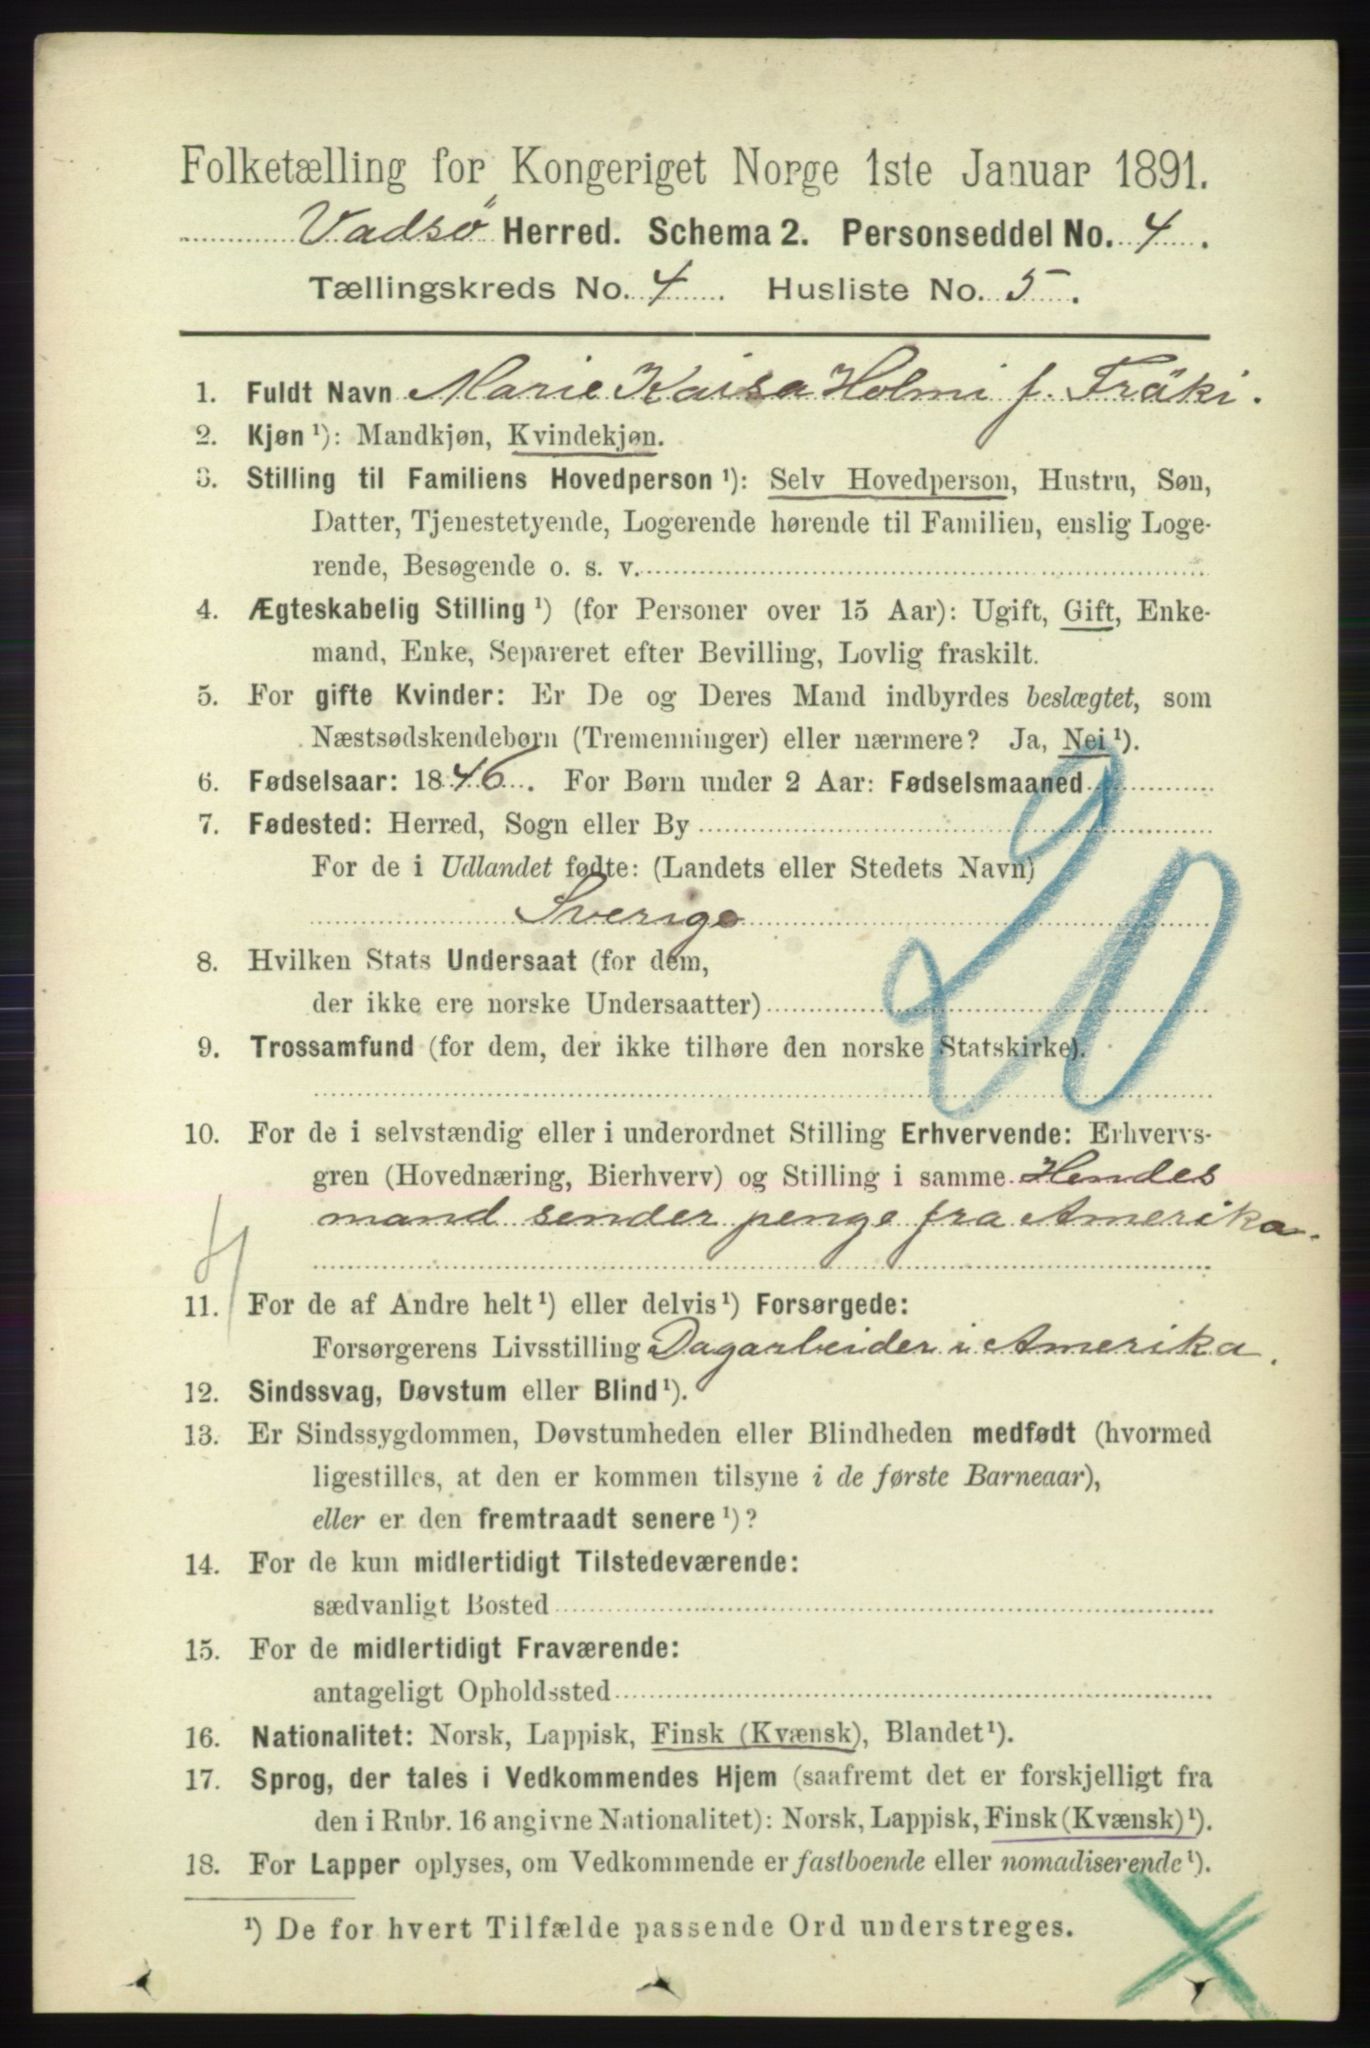 Folketælling for Kongeriget Norge 1ste Januar 1891.
Vadsö Herred. Schema 2. Personseddel No. 4.
Tællingskreds No. 4. Husliste No. 5.
1. Fuldt Navn Marie Kaisa Holmi f. Fräki.
2. Kjøn ¹): Mandkjøn, Kvindekjøn.
3. Stilling til Familiens Hovedperson ¹): Selv Hovedperson, Hustru, Søn,
Datter, Tjenestetyende, Logerende hørende til Familien, enslig Loge-
rende, Besøgende o. s. v.
4. Ægteskabelig Stilling ¹) (for Personer over 15 Aar): Ugift, Gift, Enke-
mand, Enke, Separeret efter Bevilling, Lovlig fraskilt.
5. For gifte Kvinder: Er De og Deres Mand indbyrdes beslægtet, som
Næstsødskendebørn (Tremenninger) eller nærmere? Ja, Nei ¹).
6. Fødselsaar: 1846. For Børn under 2 Aar: Fødselsmaaned
7. Fødested: Herred, Sogn eller By
For de i Udlandet fødte: (Landets eller Stedets Navn)
Sverige
20
8. Hvilken Stats Undersaat (for dem,
der ikke ere norske Undersaatter)
9. Trossamfund (for dem, der ikke tilhøre den norske Statskirke).
10. For de i selvstændig eller i underordnet Stilling Erhvervende: Erhvervs-
gren (Hovednæring, Bierhverv) og Stilling i samme Hendes
mand sender penge fra Amerika.
11. For de af Andre helt ¹) eller delvis ¹) Forsørgede:
Forsørgerens Livsstilling Dagarbeider i Amerika.
12. Sindssvag, Døvstum eller Blind ¹).
13. Er Sindssygdommen, Døvstumheden eller Blindheden medfødt (hvormed
ligestilles, at den er kommen tilsyne i de første Barneaar),
eller er den fremtraadt senere ¹)?
14. For de kun midlertidigt Tilstedeværende:
sædvanligt Bosted
15. For de midlertidigt Fraværende:
antageligt Opholdssted
16. Nationalitet: Norsk, Lappisk, Finsk (Kvænsk), Blandet ¹).
17. Sprog, der tales i Vedkommendes Hjem (saafremt det er forskjelligt fra
den i Rubr. 16 angivne Nationalitet): Norsk, Lappisk, Finsk (Kvænsk) ¹).
18. For Lapper oplyses, om Vedkommende er fastboende eller nomadiserende ¹).
¹) De for hvert Tilfælde passende Ord understreges.